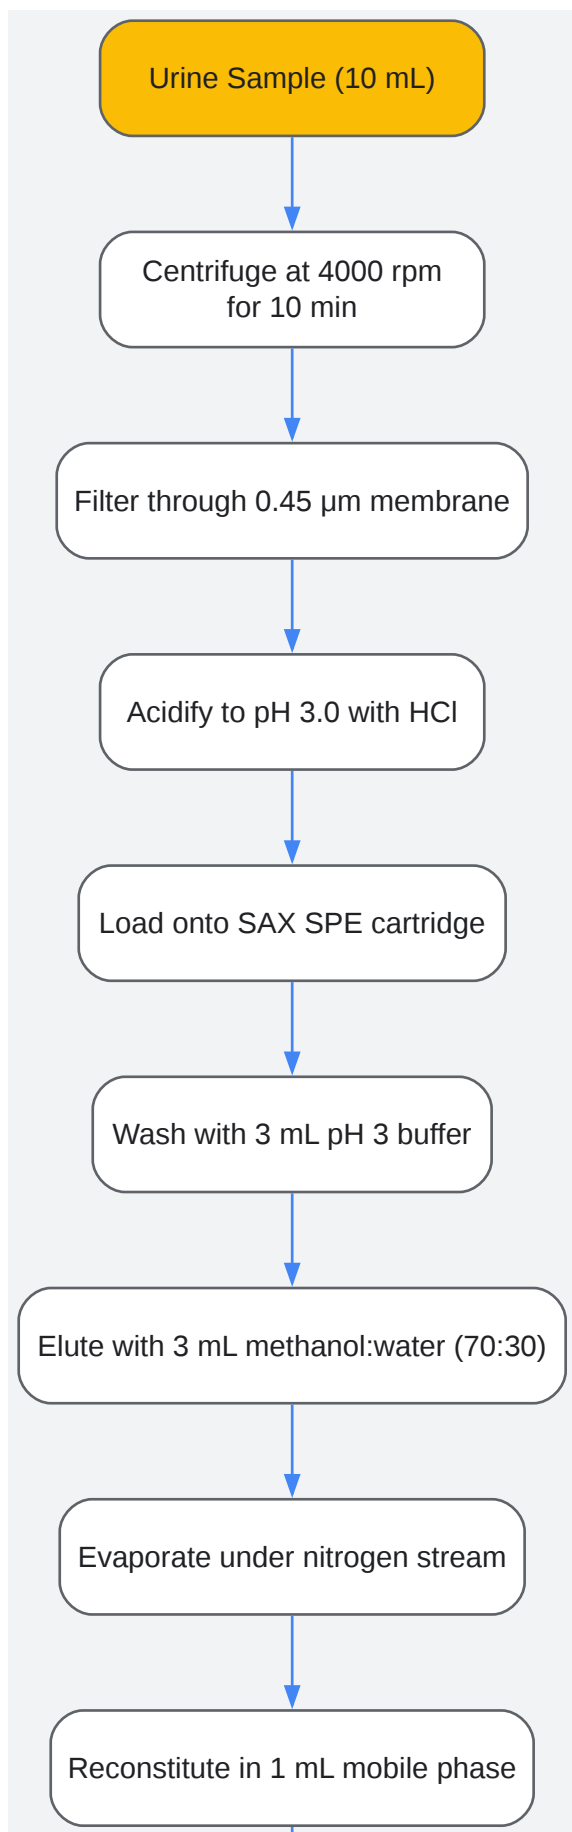 Urine Sample (10 mL)
Centrifuge at 4000 rpm
for 10 min
Filter through 0.45 μm membrane
Acidify to pH 3.0 with HCl
Load onto SAX SPE cartridge
Wash with 3 mL pH 3 buffer
Elute with 3 mL methanol:water (70:30)
Evaporate under nitrogen stream
Reconstitute in 1 mL mobile phase